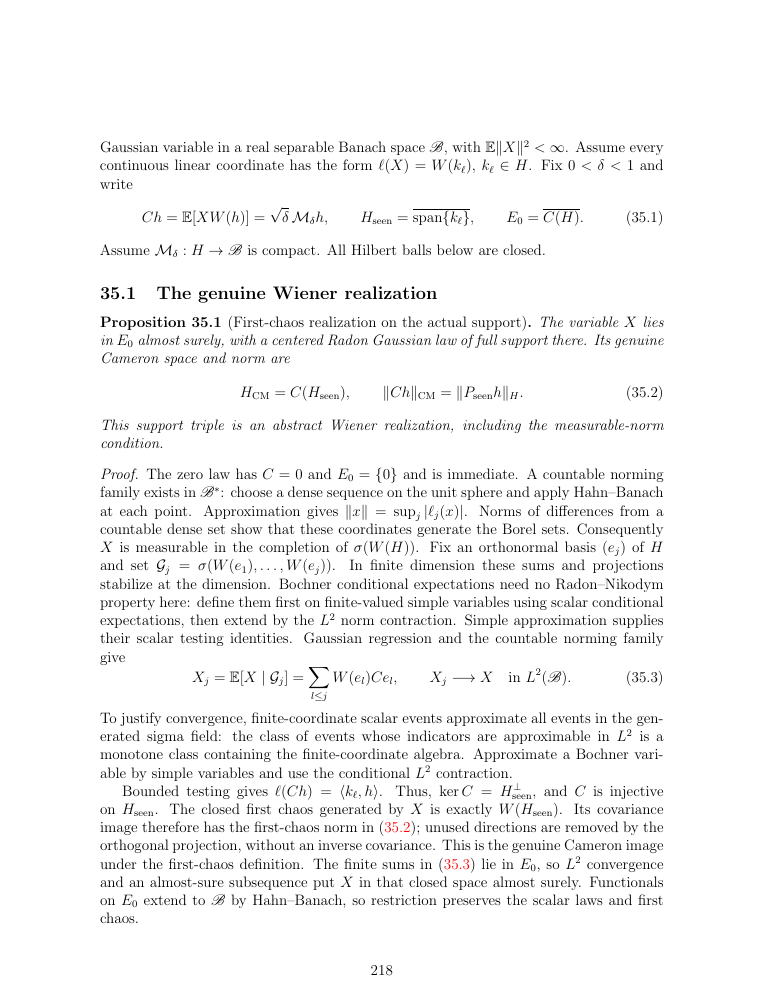 Gaussian variable in a real separable Banach space ℬ, with 𝔼‖X‖² < ∞. Assume every
continuous linear coordinate has the form ℓ(X) = W(k_ℓ), k_ℓ ∈ H. Fix 0 < δ < 1 and
write
Ch = 𝔼[XW(h)] = √δ ℳ_δh, H_seen = \overline{span{k_ℓ}}, E₀ = \overline{C(H)}. (35.1)
Assume ℳ_δ : H → ℬ is compact. All Hilbert balls below are closed.
35.1 The genuine Wiener realization
Proposition 35.1 (First-chaos realization on the actual support). The variable X lies
in E₀ almost surely, with a centered Radon Gaussian law of full support there. Its genuine
Cameron space and norm are
H_CM = C(H_seen), ‖Ch‖_CM = ‖P_seen h‖_H. (35.2)
This support triple is an abstract Wiener realization, including the measurable-norm
condition.
Proof. The zero law has C = 0 and E₀ = {0} and is immediate. A countable norming
family exists in ℬ*: choose a dense sequence on the unit sphere and apply Hahn–Banach
at each point. Approximation gives ‖x‖ = sup_j |ℓ_j(x)|. Norms of differences from a
countable dense set show that these coordinates generate the Borel sets. Consequently
X is measurable in the completion of σ(W(H)). Fix an orthonormal basis (e_j) of H
and set 𝒢_j = σ(W(e₁), . . . , W(e_j)). In finite dimension these sums and projections
stabilize at the dimension. Bochner conditional expectations need no Radon–Nikodym
property here: define them first on finite-valued simple variables using scalar conditional
expectations, then extend by the L² norm contraction. Simple approximation supplies
their scalar testing identities. Gaussian regression and the countable norming family
give
X_j = 𝔼[X | 𝒢_j] = ∑_{l≤j} W(e_l)Ce_l, X_j ⟶ X in L²(ℬ). (35.3)
To justify convergence, finite-coordinate scalar events approximate all events in the gen-
erated sigma field: the class of events whose indicators are approximable in L² is a
monotone class containing the finite-coordinate algebra. Approximate a Bochner vari-
able by simple variables and use the conditional L² contraction.
Bounded testing gives ℓ(Ch) = ⟨k_ℓ, h⟩. Thus, ker C = H_seen^⊥, and C is injective
on H_seen. The closed first chaos generated by X is exactly W(H_seen). Its covariance
image therefore has the first-chaos norm in (35.2); unused directions are removed by the
orthogonal projection, without an inverse covariance. This is the genuine Cameron image
under the first-chaos definition. The finite sums in (35.3) lie in E₀, so L² convergence
and an almost-sure subsequence put X in that closed space almost surely. Functionals
on E₀ extend to ℬ by Hahn–Banach, so restriction preserves the scalar laws and first
chaos.
218